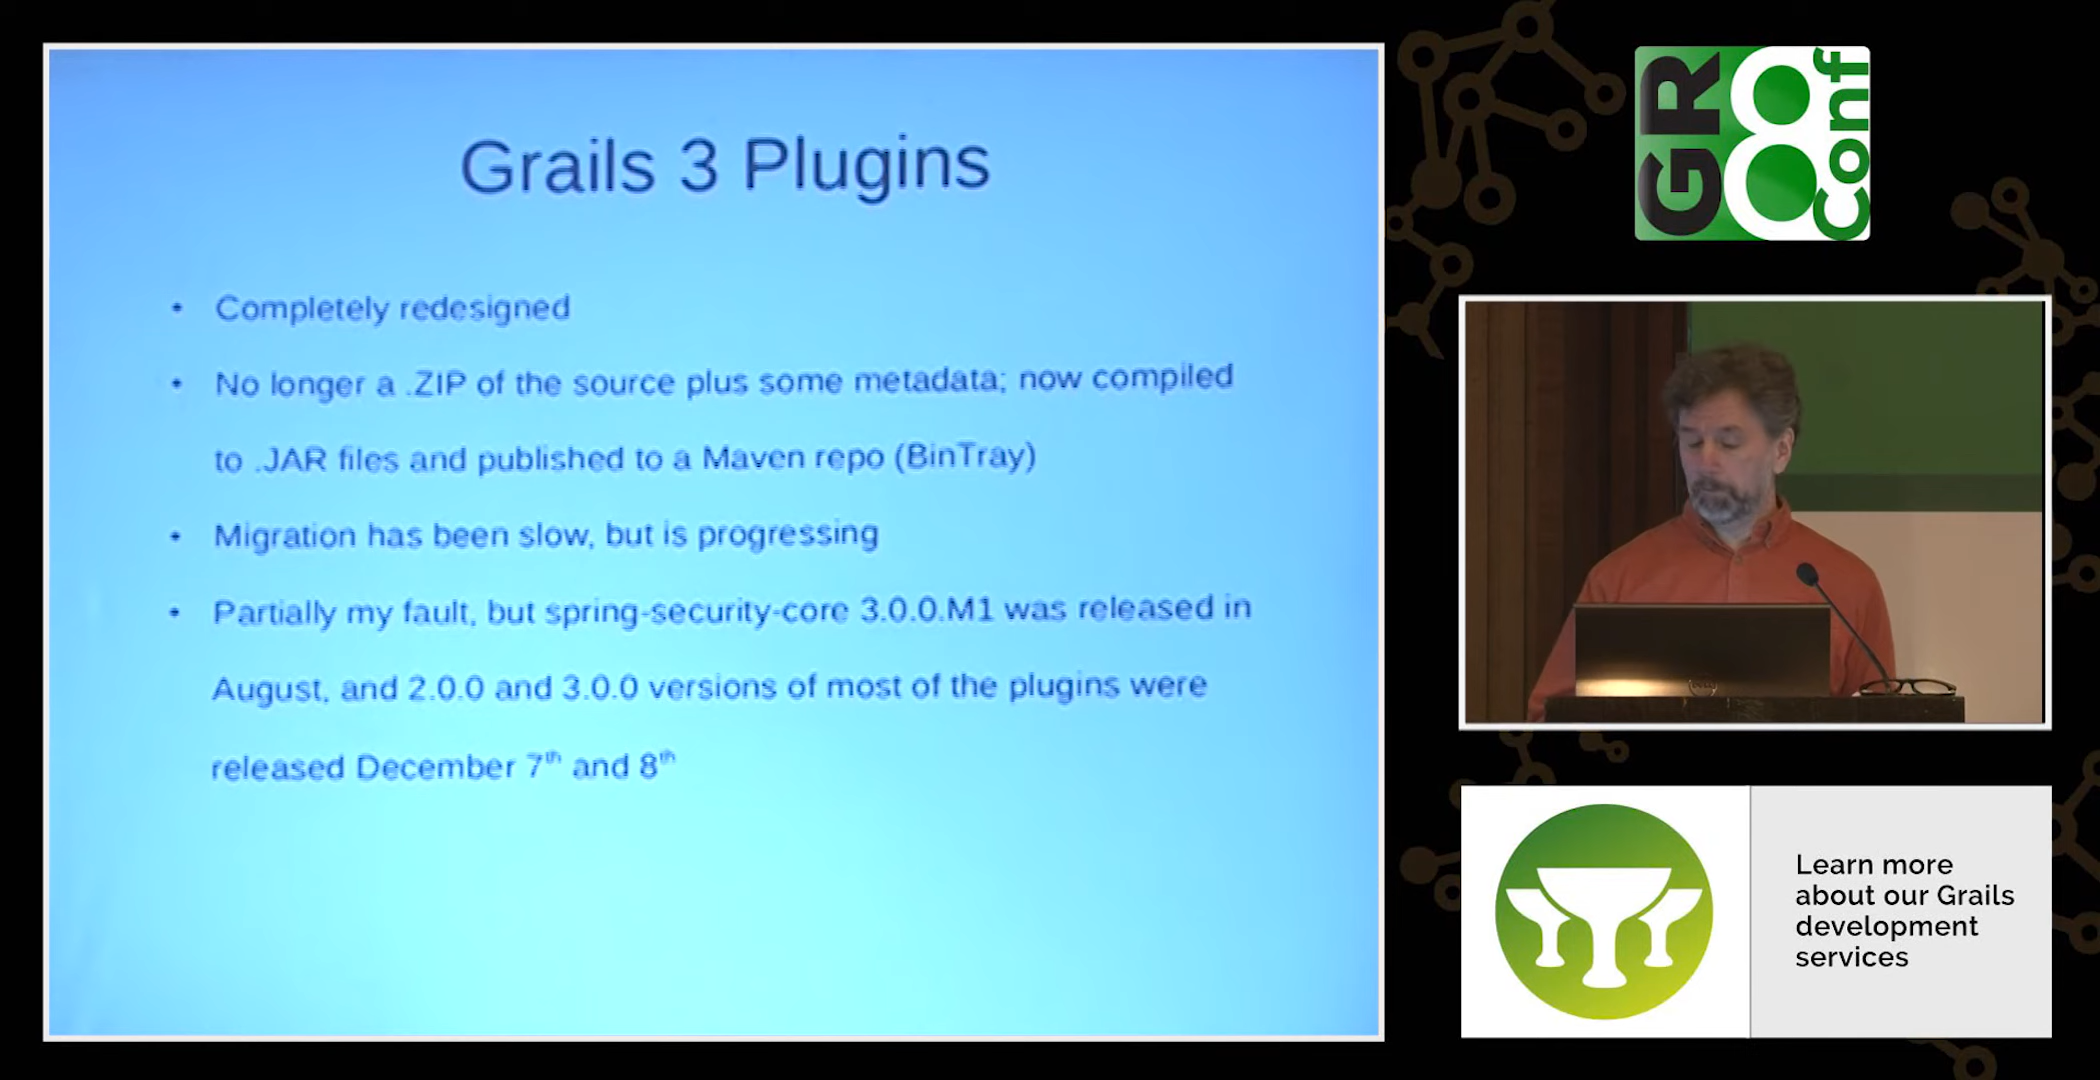 Grails 3 Plugins
• Completely redesigned
• No longer a .ZIP of the source plus some metadata; now compiled
to .JAR files and published to a Maven repo (BinTray)
• Migration has been slow, but is progressing
• Partially my fault, but spring-security-core 3.0.0.M1 was released in
August, and 2.0.0 and 3.0.0 versions of most of the plugins were
released December 7th and 8th
GR8Conf
Learn more
about our Grails
development
services